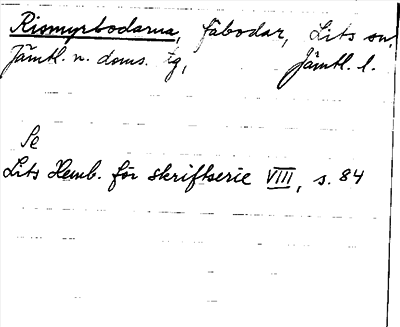 Rismyrbodarna, fäbodar, Lits sn,
Jämtl. n. doms. tg, Jämtl. l.
Se
Lits Hemb. för skriftserie VIII, s. 84